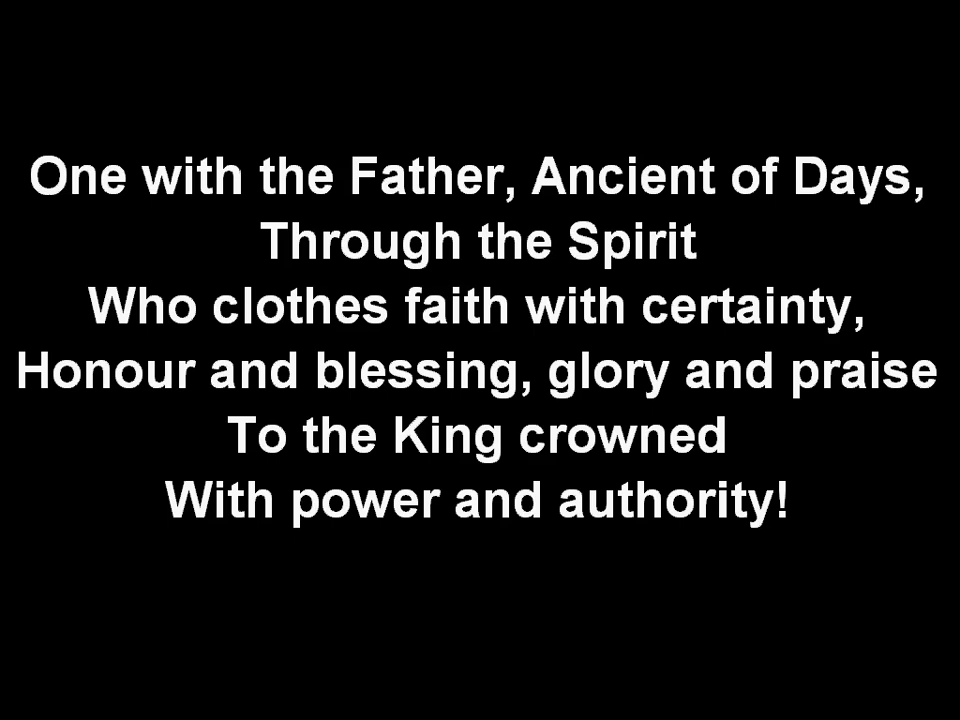 One with the Father, Ancient of Days,
Through the Spirit
Who clothes faith with certainty,
Honour and blessing, glory and praise
To the King crowned
With power and authority!